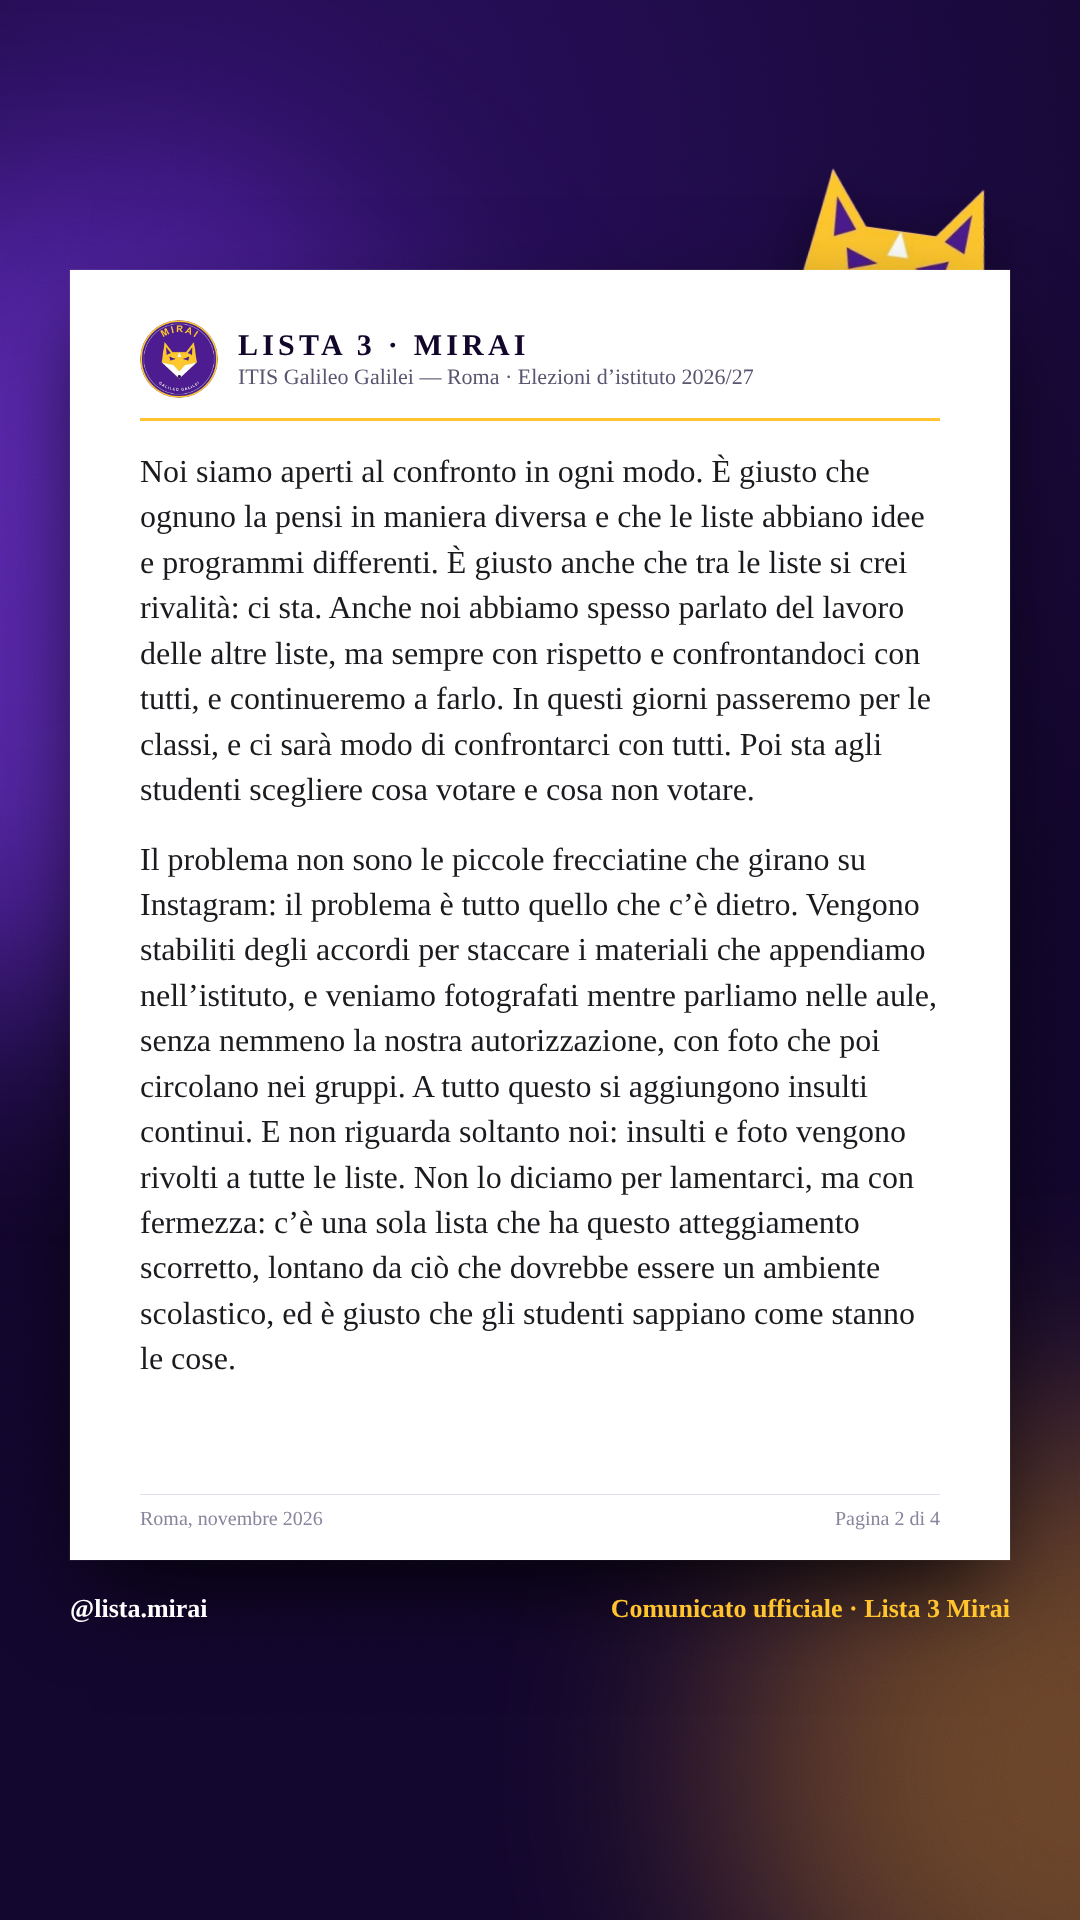 MIRAI
GALILEO GALILEI
LISTA 3 · MIRAI
ITIS Galileo Galilei — Roma · Elezioni d’istituto 2026/27
Noi siamo aperti al confronto in ogni modo. È giusto che
ognuno la pensi in maniera diversa e che le liste abbiano idee
e programmi differenti. È giusto anche che tra le liste si crei
rivalità: ci sta. Anche noi abbiamo spesso parlato del lavoro
delle altre liste, ma sempre con rispetto e confrontandoci con
tutti, e continueremo a farlo. In questi giorni passeremo per le
classi, e ci sarà modo di confrontarci con tutti. Poi sta agli
studenti scegliere cosa votare e cosa non votare.
Il problema non sono le piccole frecciatine che girano su
Instagram: il problema è tutto quello che c’è dietro. Vengono
stabiliti degli accordi per staccare i materiali che appendiamo
nell’istituto, e veniamo fotografati mentre parliamo nelle aule,
senza nemmeno la nostra autorizzazione, con foto che poi
circolano nei gruppi. A tutto questo si aggiungono insulti
continui. E non riguarda soltanto noi: insulti e foto vengono
rivolti a tutte le liste. Non lo diciamo per lamentarci, ma con
fermezza: c’è una sola lista che ha questo atteggiamento
scorretto, lontano da ciò che dovrebbe essere un ambiente
scolastico, ed è giusto che gli studenti sappiano come stanno
le cose.
Roma, novembre 2026
Pagina 2 di 4
@lista.mirai
Comunicato ufficiale · Lista 3 Mirai